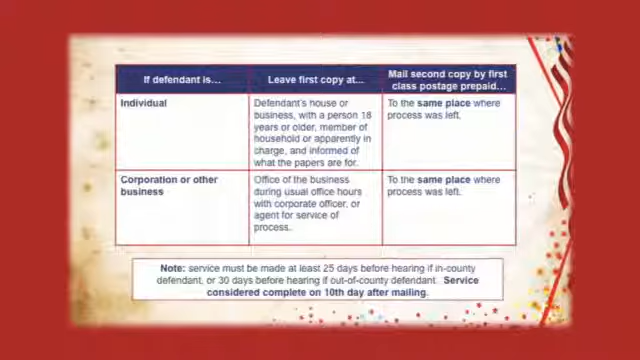 If defendant is…
Leave first copy at…
Mail second copy by first
class postage prepaid…
Individual
Defendant's house or
business, with a person 18
years or older, member of
household or apparently in
charge, and informed of
what the papers are for.
To the same place where
process was left.
Corporation or other
business
Office of the business
during usual office hours
with corporate officer, or
agent for service of
process.
To the same place where
process was left.
Note: service must be made at least 25 days before hearing if in-county
defendant, or 30 days before hearing if out-of-county defendant. Service
considered complete on 10th day after mailing.